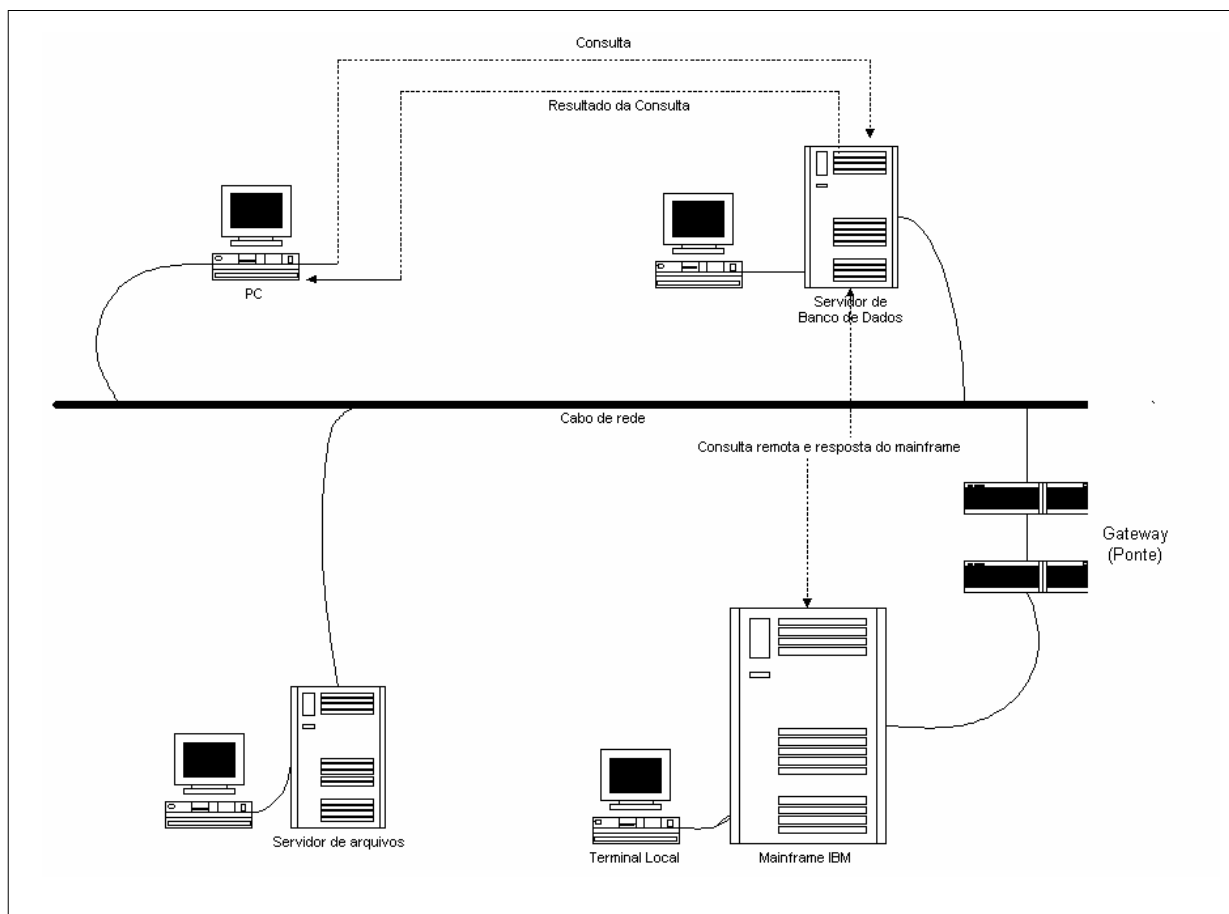 Consulta
Resultado da Consulta
PC
Servidor de
Banco de Dados
Cabo de rede
Consulta remota e resposta do mainframe
Gateway
(Ponte)
Servidor de arquivos
Terminal Local
Mainframe IBM